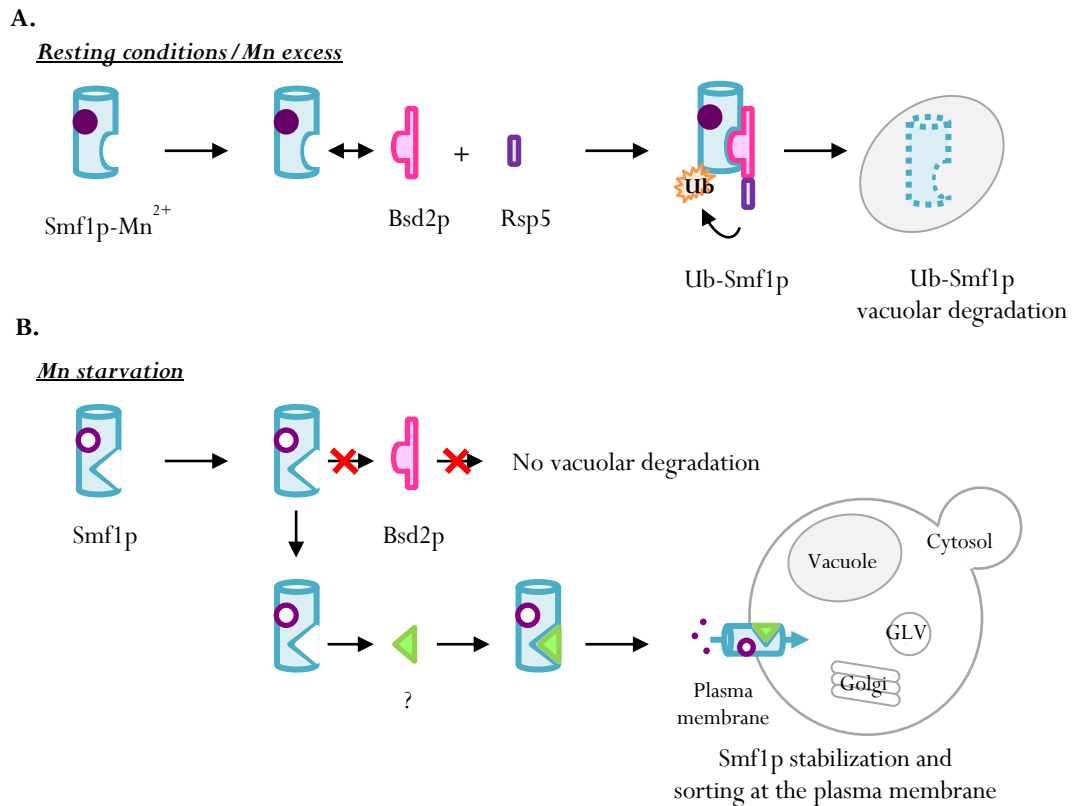 A.
Resting conditions / Mn excess
Smf1p-Mn²⁺
Bsd2p
+
Rsp5
Ub
Ub-Smf1p
Ub-Smf1p
vacuolar degradation
B.
Mn starvation
Smf1p
Bsd2p
No vacuolar degradation
?
Vacuole
Cytosol
GLV
Golgi
Plasma
membrane
Smf1p stabilization and
sorting at the plasma membrane